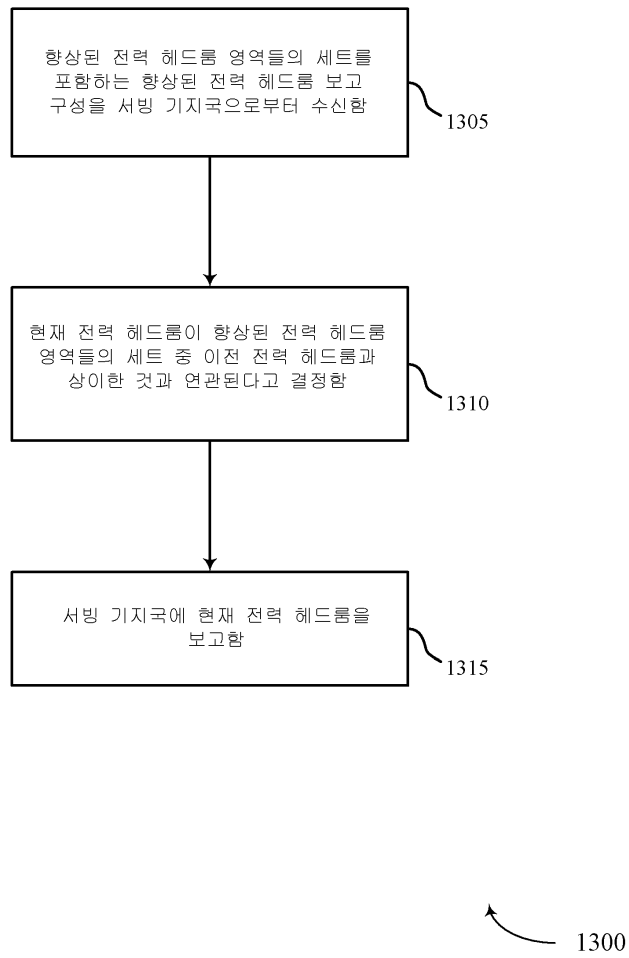 향상된 전력 헤드룸 영역들의 세트를
포함하는 향상된 전력 헤드룸 보고
구성을 서빙 기지국으로부터 수신함
1305
현재 전력 헤드룸이 향상된 전력 헤드룸
영역들의 세트 중 이전 전력 헤드룸과
상이한 것과 연관된다고 결정함
1310
서빙 기지국에 현재 전력 헤드룸을
보고함
1315
1300